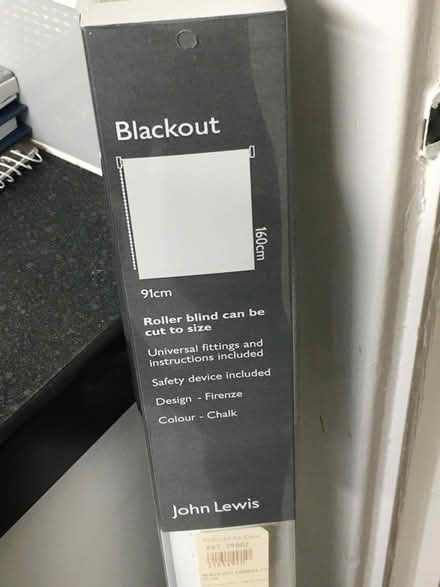 Blackout
160cm
91cm
Roller blind can be
cut to size
Universal fittings and
instructions included
Safety device included
Design - Firenze
Colour - Chalk
John Lewis